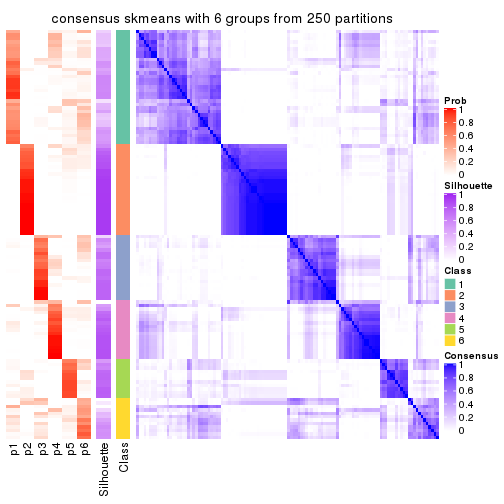 consensus skmeans with 6 groups from 250 partitions
Prob
1
0.8
0.6
0.4
0.2
0
Silhouette
1
0.8
0.6
0.4
0.2
0
Class
1
2
3
4
5
6
Consensus
1
0.8
0.6
0.4
0.2
0
p1
p2
p3
p4
p5
p6
Silhouette
Class